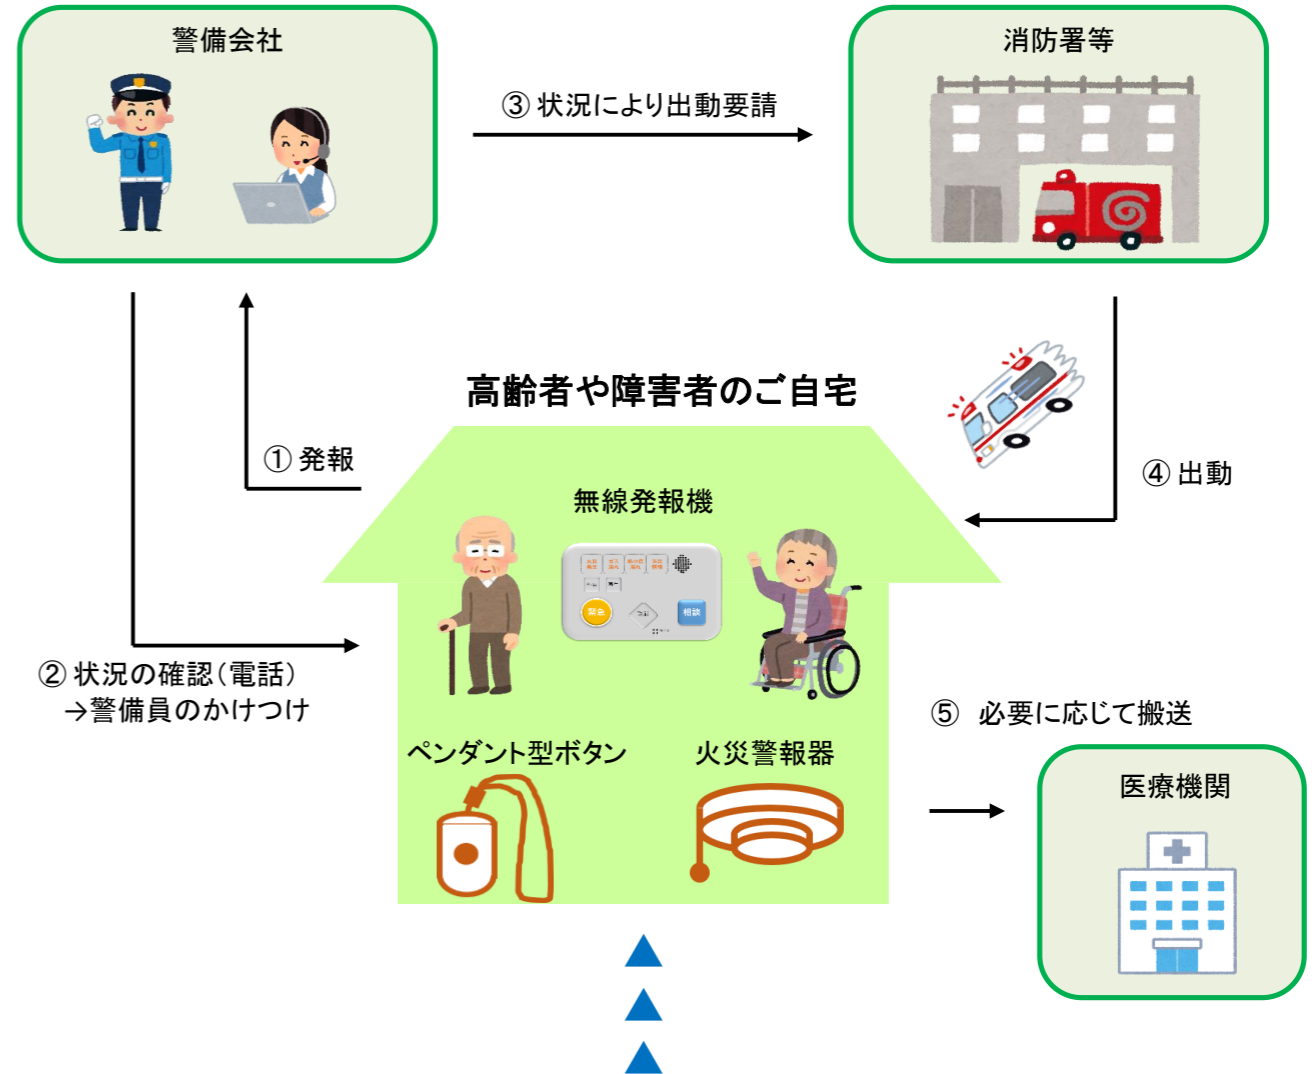 警備会社
消防署等
③ 状況により出動要請
高齢者や障害者のご自宅
① 発報
④ 出動
無線発報機
緊急
相談
② 状況の確認（電話）
→警備員のかけつけ
⑤ 必要に応じて搬送
ペンダント型ボタン
火災警報器
医療機関